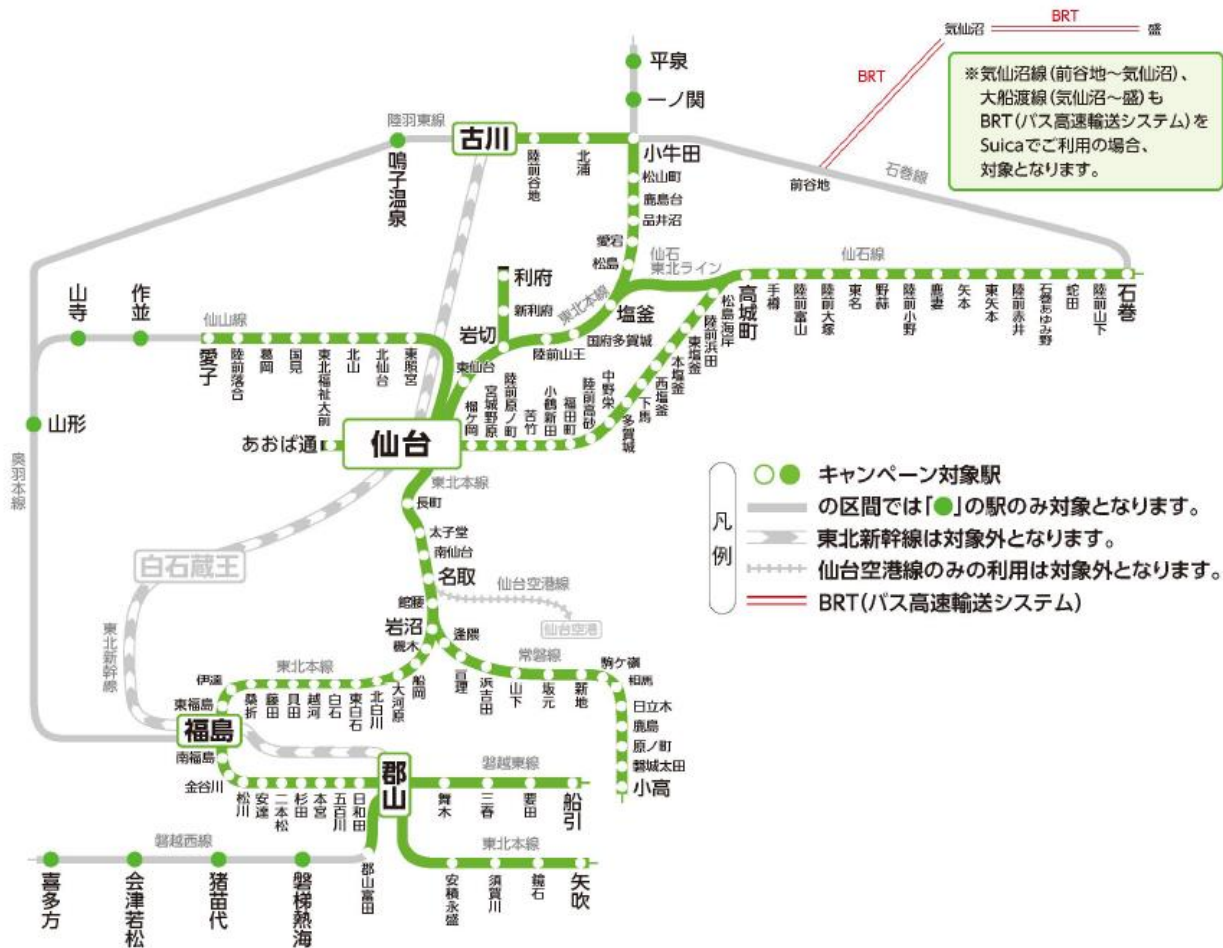 BRT
気仙沼
盛
BRT
※気仙沼線(前谷地~気仙沼)、
大船渡線(気仙沼~盛)も
BRT(バス高速輸送システム)を
Suicaでご利用の場合、
対象となります。
平泉
一ノ関
陸羽東線
古川
鳴子温泉
陸前谷地
北浦
小牛田
前谷地
石巻線
松山町
鹿島台
品井沼
愛宕
松島
仙石
東北ライン
仙石線
利府
新利府
岩切
東北本線
塩釜
国府多賀城
陸前山王
東仙台
高城町
手樽
陸前富山
陸前大塚
東名
野蒜
陸前小野
鹿妻
矢本
東矢本
陸前赤井
石巻あゆみ野
蛇田
陸前山下
石巻
山寺
作並
仙山線
愛子
陸前落合
葛岡
国見
東北福祉大前
北山
北仙台
東照宮
山形
奥羽本線
あおば通
仙台
榴ケ岡
宮城野原
陸前原ノ町
苦竹
小鶴新田
福田町
陸前高砂
中野栄
多賀城
下馬
西塩釜
本塩釜
東塩釜
陸前浜田
松島海岸
凡例
キャンペーン対象駅
の区間では「●」の駅のみ対象となります。
東北新幹線は対象外となります。
仙台空港線のみの利用は対象外となります。
BRT(バス高速輸送システム)
東北本線
長町
太子堂
南仙台
名取
仙台空港線
仙台空港
館腰
岩沼
槻木
白石蔵王
東北新幹線
逢隈
常磐線
亘理
浜吉田
山下
坂元
新地
駒ケ嶺
相馬
日立木
鹿島
原ノ町
磐城太田
小高
東北本線
船岡
大河原
北白川
東白石
白石
越河
貝田
藤田
桑折
伊達
東福島
福島
南福島
金谷川
松川
安達
二本松
杉田
本宮
五百川
日和田
郡山
磐越東線
舞木
三春
要田
船引
東北本線
安積永盛
須賀川
鏡石
矢吹
磐越西線
郡山富田
磐梯熱海
猪苗代
会津若松
喜多方